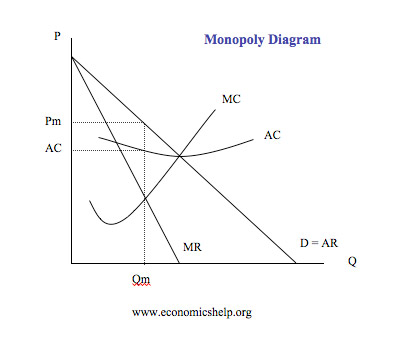 P
Monopoly Diagram
MC
Pm
AC
AC
MR
D = AR
Q
Qm
www.economicshelp.org